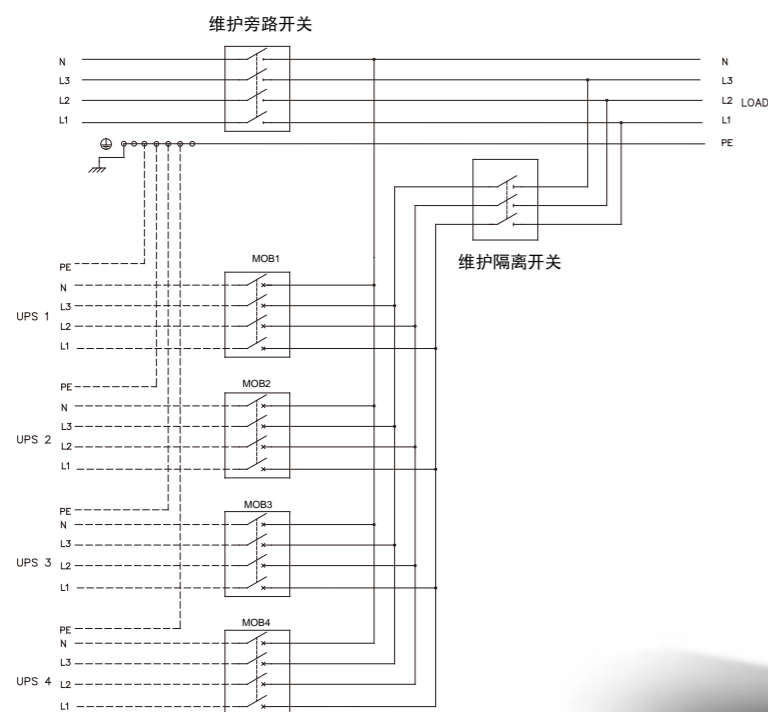 维护旁路开关
N
N
L3
L3
L2
L2
LOAD
L1
L1
PE
维护隔离开关
MOB1
PE
N
L3
UPS 1
L2
L1
MOB2
PE
N
L3
UPS 2
L2
L1
MOB3
PE
N
L3
UPS 3
L2
L1
MOB4
PE
N
L3
UPS 4
L2
L1